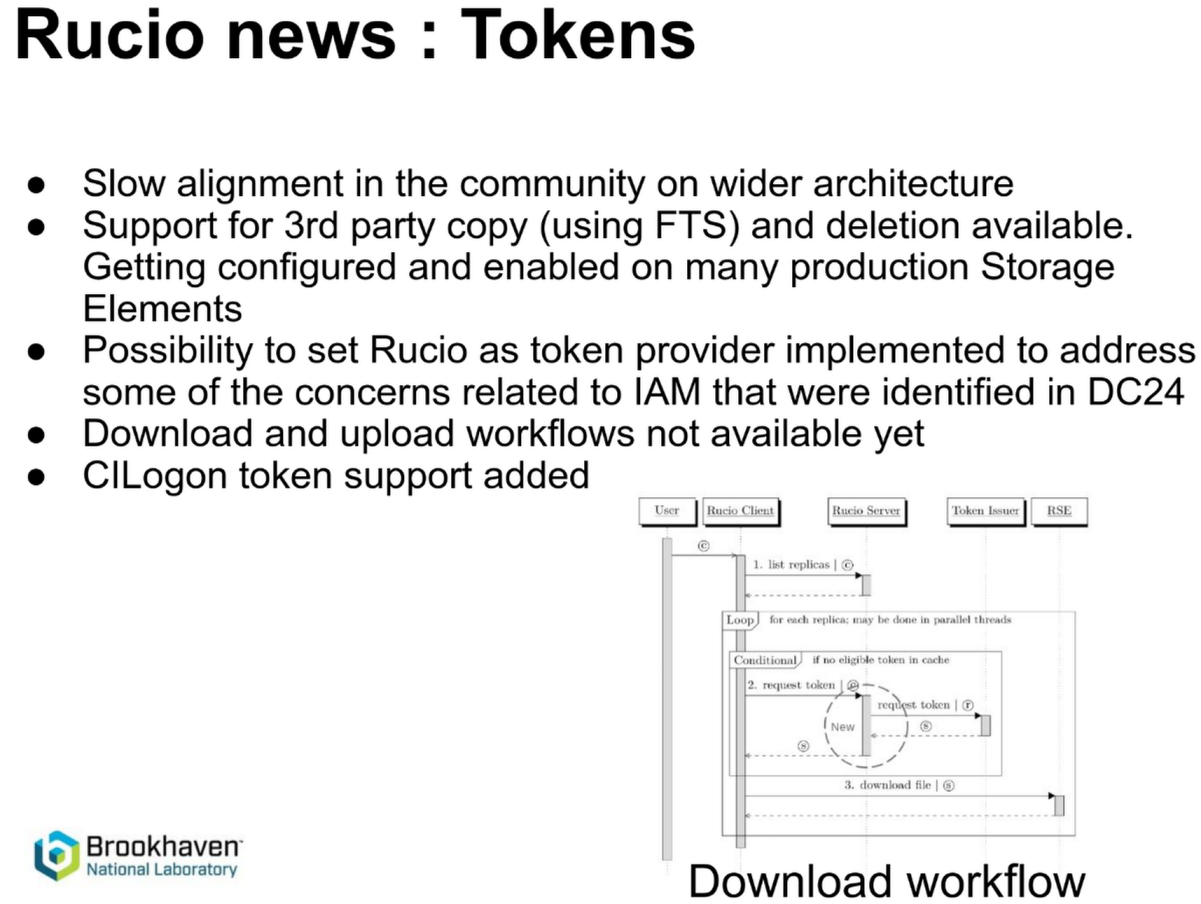 Rucio news : Tokens
● Slow alignment in the community on wider architecture
● Support for 3rd party copy (using FTS) and deletion available.
Getting configured and enabled on many production Storage
Elements
● Possibility to set Rucio as token provider implemented to address
some of the concerns related to IAM that were identified in DC24
● Download and upload workflows not available yet
● CILogon token support added
User Rucio Client Rucio Server Token Issuer RSE
ⓒ
1. list replicas | ⓒ
Loop for each replica; may be done in parallel threads
Conditional if no eligible token in cache
2. request token | ⓒ
request token | ⓡ
New ⓢ
ⓢ
3. download file | ⓢ
Brookhaven™
National Laboratory
Download workflow